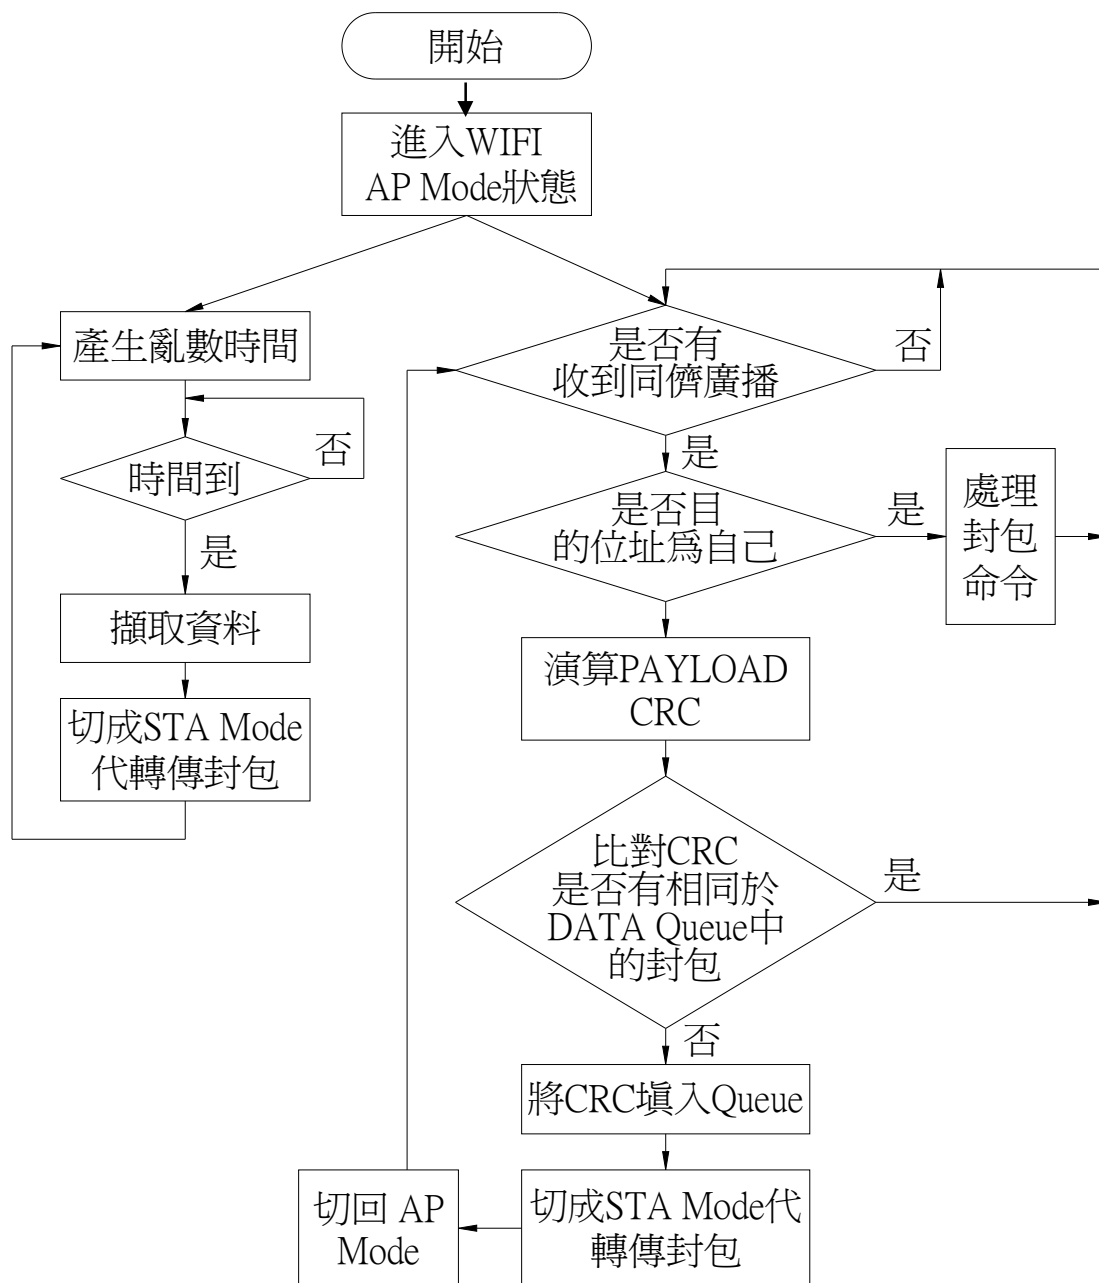 開始
進入WIFI
AP Mode狀態
產生亂數時間
否
時間到
是
擷取資料
切成STA Mode
代轉傳封包
是否有
收到同儕廣播
否
是
是否目
的位址為自己
是
處理
封包
命令
演算PAYLOAD
CRC
比對CRC
是否有相同於
DATA Queue中
的封包
是
否
將CRC填入Queue
切成STA Mode代
轉傳封包
切回 AP
Mode